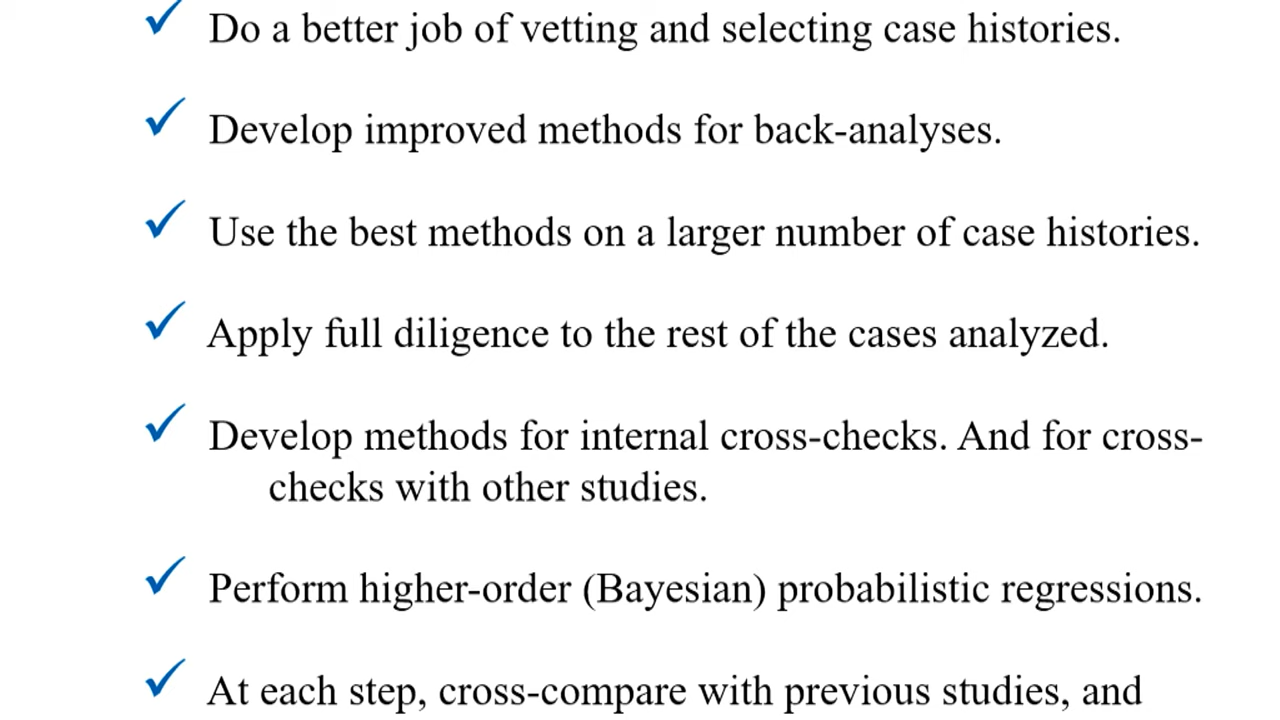 Do a better job of vetting and selecting case histories.
Develop improved methods for back-analyses.
Use the best methods on a larger number of case histories.
Apply full diligence to the rest of the cases analyzed.
Develop methods for internal cross-checks. And for cross-
checks with other studies.
Perform higher-order (Bayesian) probabilistic regressions.
At each step, cross-compare with previous studies, and